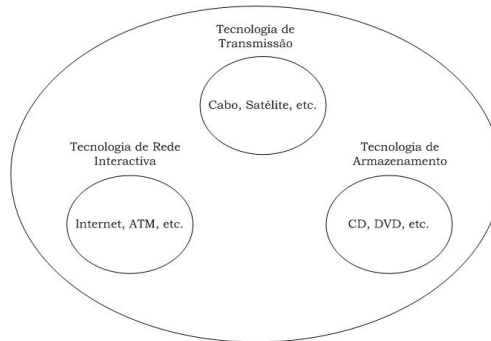 Tecnologia de
Transmissão
Cabo, Satélite, etc.
Tecnologia de Rede
Interactiva
Internet, ATM, etc.
Tecnologia de
Armazenamento
CD, DVD, etc.